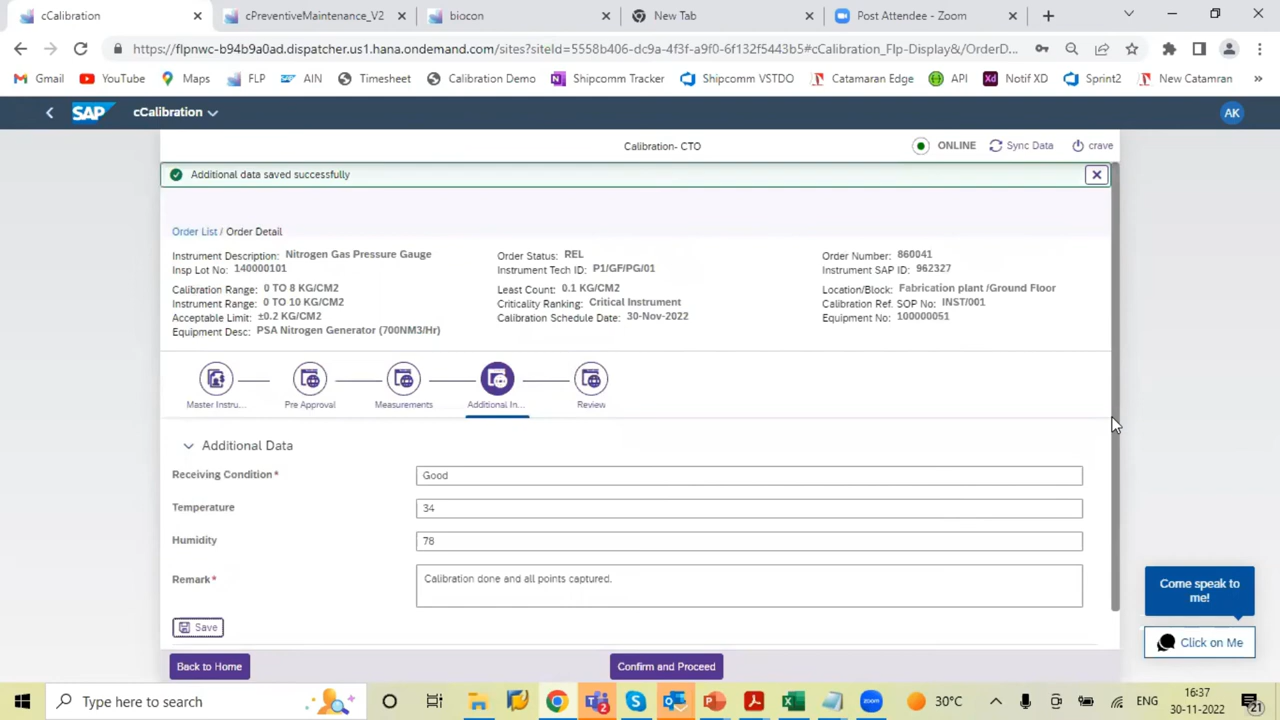 cCalibration
cPreventiveMaintenance_V2
biocon
New Tab
Post Attendee - Zoom
https://flpnwc-b94b9a0ad.dispatcher.us1.hana.ondemand.com/sites?siteId=5558b406-dc9a-4f3f-a9f0-6f132f5443b5#cCalibration_Flp-Display&/OrderD...
Gmail YouTube Maps FLP AIN Timesheet Calibration Demo Shipcomm Tracker Shipcomm VSTDO Catamaran Edge API Notif XD Sprint2 New Catamran »
SAP cCalibration AK
Calibration- CTO
ONLINE Sync Data crave
Additional data saved successfully
Order List / Order Detail
Instrument Description: Nitrogen Gas Pressure Gauge Order Status: REL Order Number: 860041
Insp Lot No: 140000101 Instrument Tech ID: P1/GF/PG/01 Instrument SAP ID: 962327
Calibration Range: 0 TO 8 KG/CM2 Least Count: 0.1 KG/CM2 Location/Block: Fabrication plant /Ground Floor
Instrument Range: 0 TO 10 KG/CM2 Criticality Ranking: Critical Instrument Calibration Ref. SOP No: INST/001
Acceptable Limit: ±0.2 KG/CM2 Calibration Schedule Date: 30-Nov-2022 Equipment No: 100000051
Equipment Desc: PSA Nitrogen Generator (700NM3/Hr)
Master Instru... Pre Approval Measurements Additional In... Review
Additional Data
Receiving Condition* Good
Temperature 34
Humidity 78
Remark* Calibration done and all points captured.
Save
Back to Home Confirm and Proceed
Come speak to
me!
Click on Me
Type here to search
2
30°C
ENG
16:37
30-11-2022
21